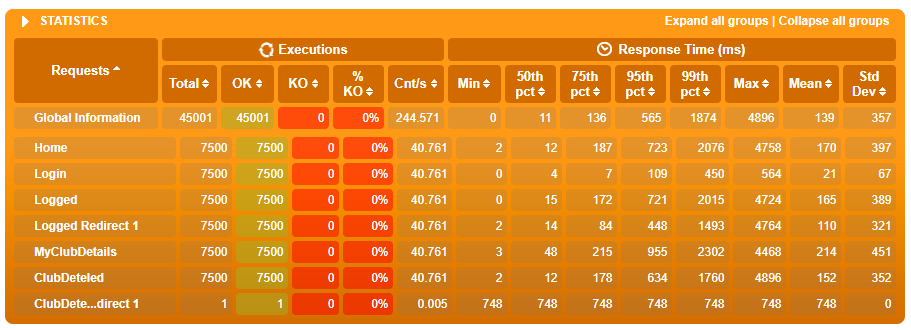 STATISTICS Expand all groups | Collapse all groups
Requests Executions Response Time (ms)
Total OK KO % KO Cnt/s Min 50th pct 75th pct 95th pct 99th pct Max Mean Std Dev
Global Information 45001 45001 0 0% 244.571 0 11 136 565 1874 4896 139 357
Home 7500 7500 0 0% 40.761 2 12 187 723 2076 4758 170 397
Login 7500 7500 0 0% 40.761 0 4 7 109 450 564 21 67
Logged 7500 7500 0 0% 40.761 0 15 172 721 2015 4724 165 389
Logged Redirect 1 7500 7500 0 0% 40.761 2 14 84 448 1493 4764 110 321
MyClubDetails 7500 7500 0 0% 40.761 3 48 215 955 2302 4468 214 451
ClubDeteled 7500 7500 0 0% 40.761 2 12 178 634 1760 4896 152 352
ClubDete...direct 1 1 1 0 0% 0.005 748 748 748 748 748 748 748 0